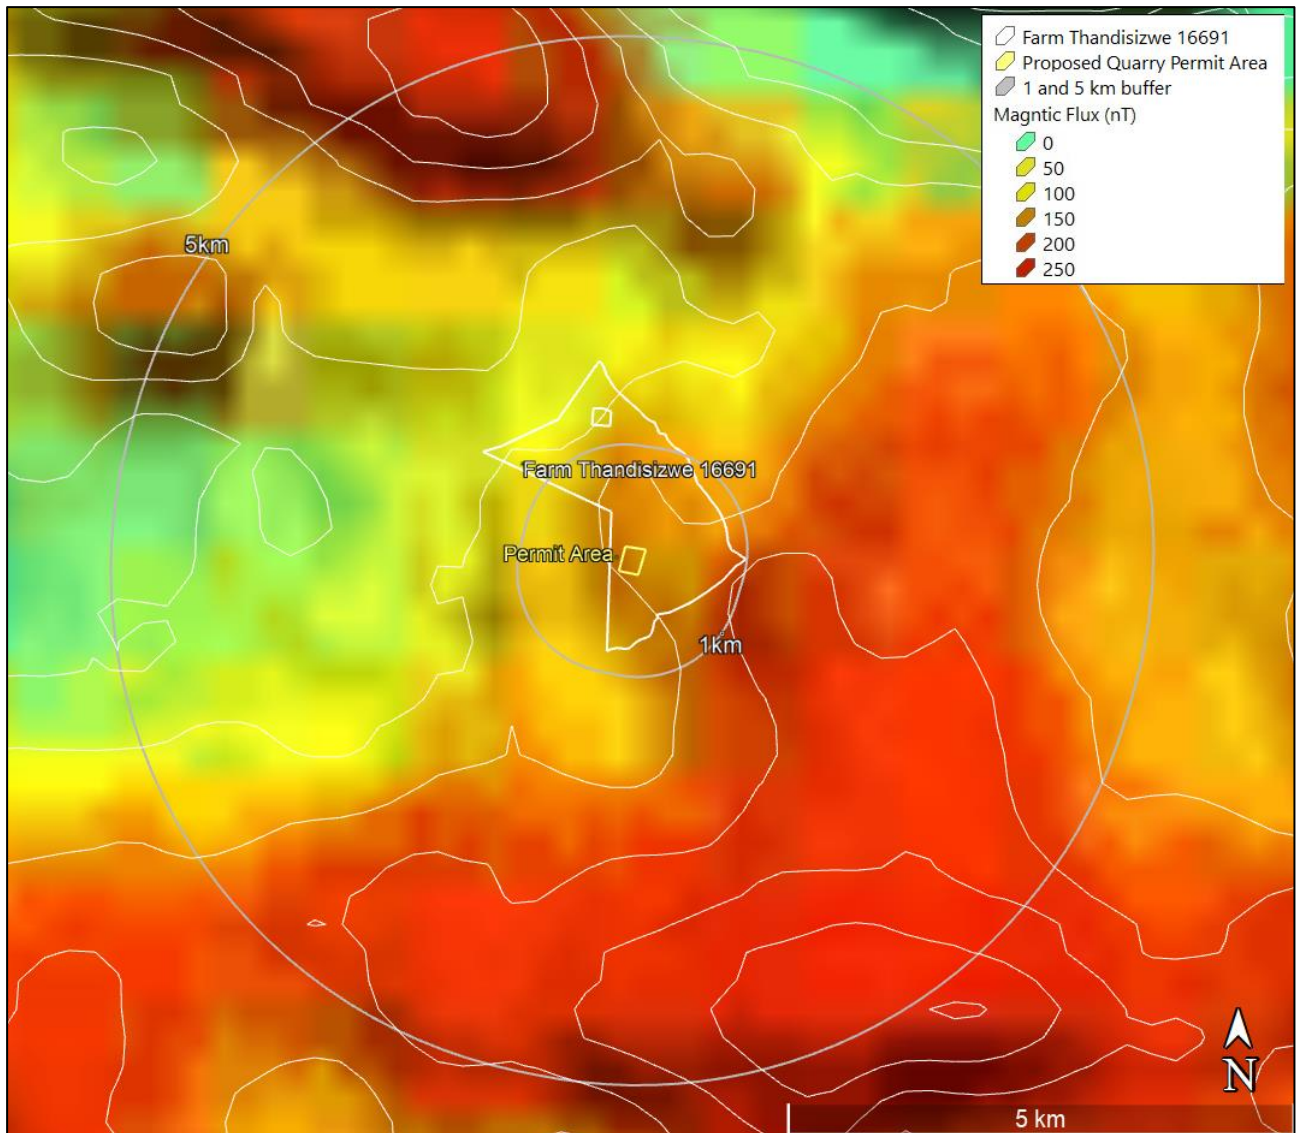 Farm Thandisizwe 16691
Proposed Quarry Permit Area
1 and 5 km buffer
Magntic Flux (nT)
0
50
100
150
200
250
5km
Farm Thandisizwe 16691
Permit Area
1km
N
5 km